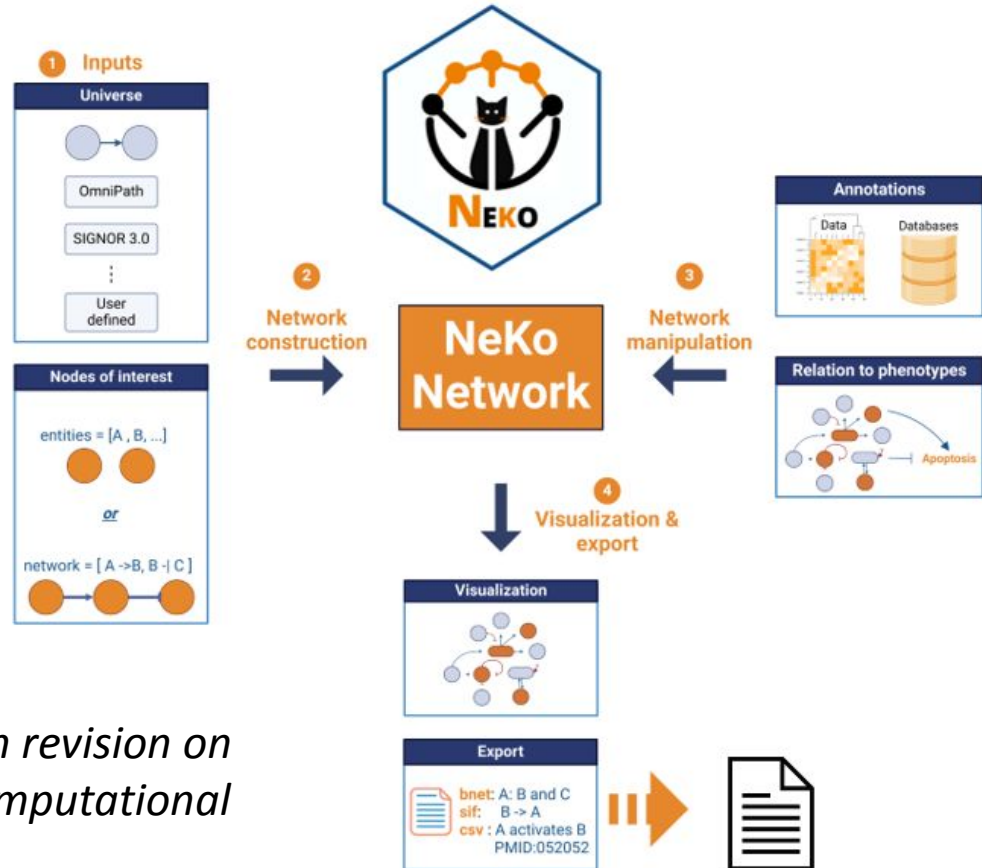 1 Inputs
Universe
OmniPath
SIGNOR 3.0
User
defined
Nodes of interest
entities = [A , B, ...]
or
network = [ A ->B, B -| C ]
2
Network
construction
NEKO
NeKo
Network
3
Network
manipulation
Annotations
Data
Databases
Relation to phenotypes
Apoptosis
4
Visualization &
export
Visualization
Export
bnet: A: B and C
sif: B -> A
csv : A activates B
PMID:052052
n revision on
omputational